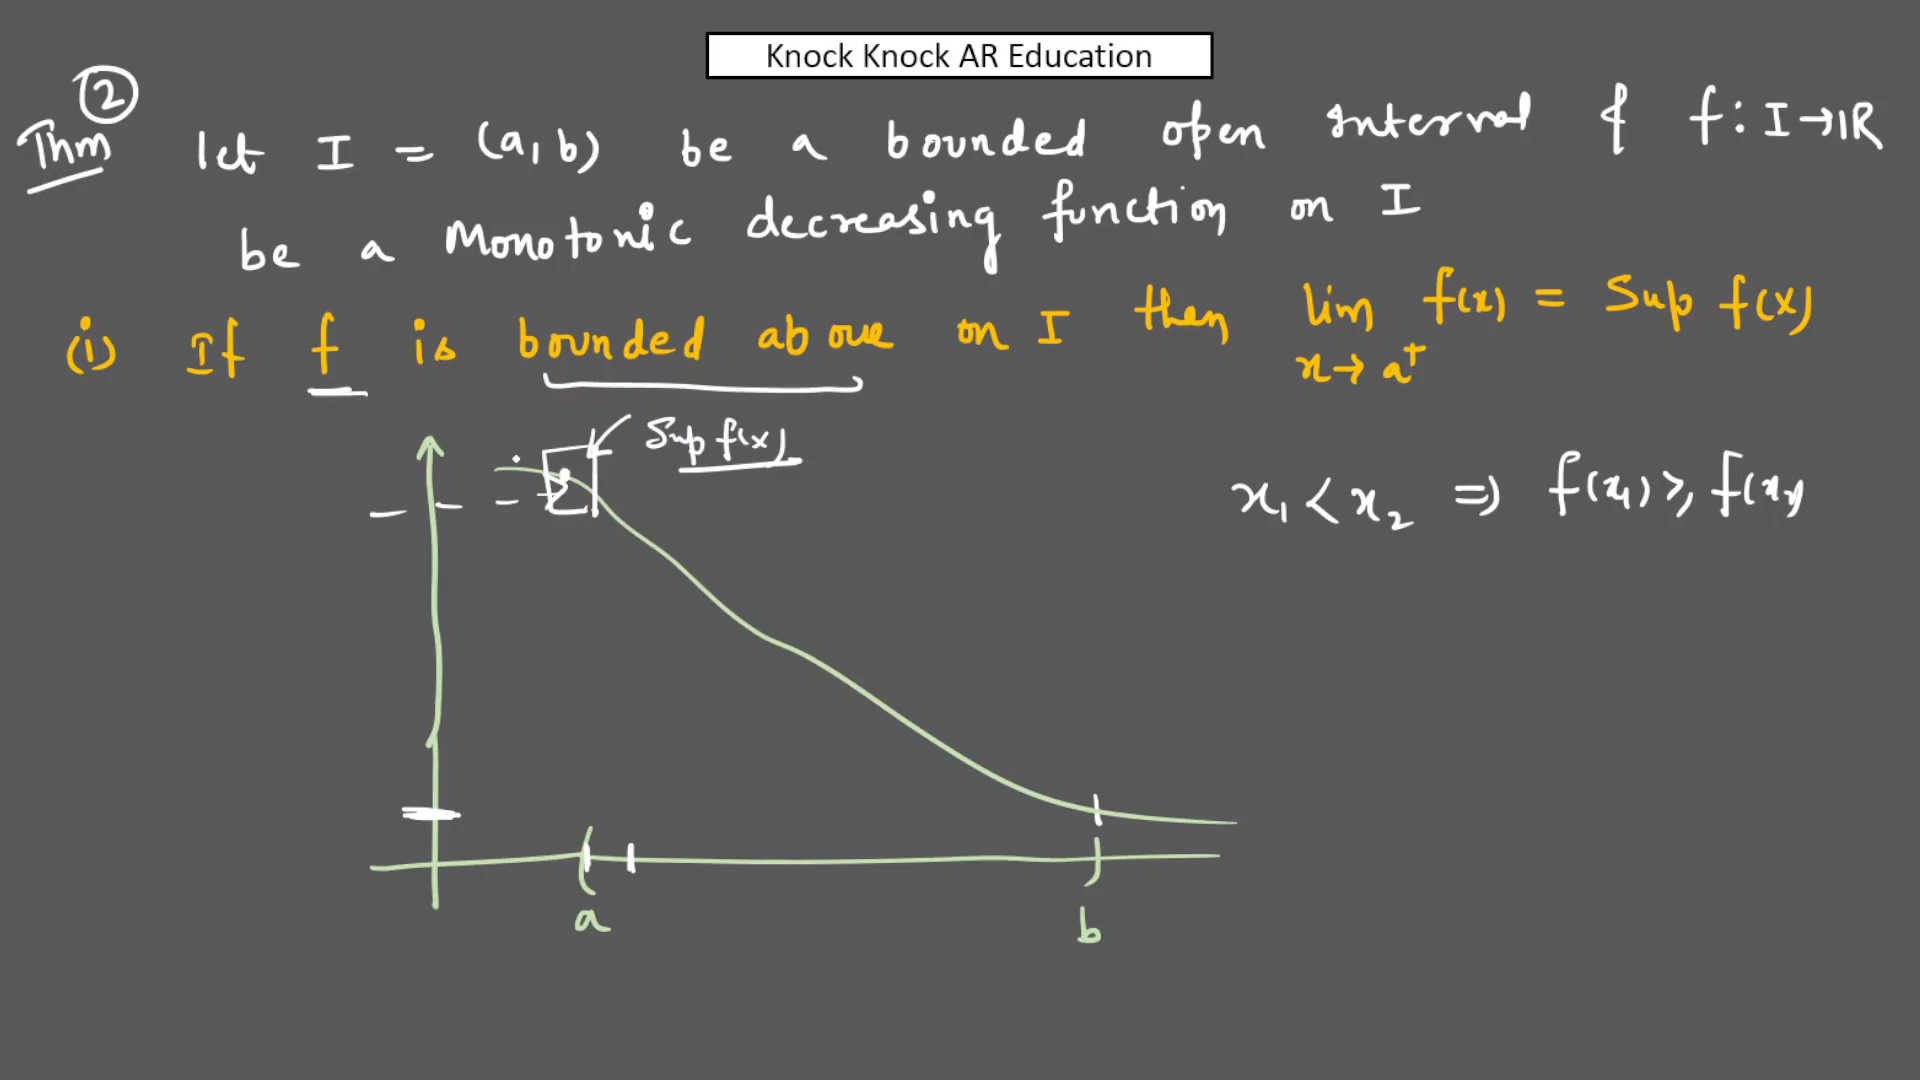 Knock Knock AR Education
Thm ② let I = (a, b) be a bounded open interval & f: I → IR
be a Monotonic decreasing function on I
(i) If f is bounded above on I then lim f(x) = Sup f(x)
x → a⁺
Sup f(x)
x₁ < x₂ ⇒ f(x₁) ≥ f(x₂)
a
b